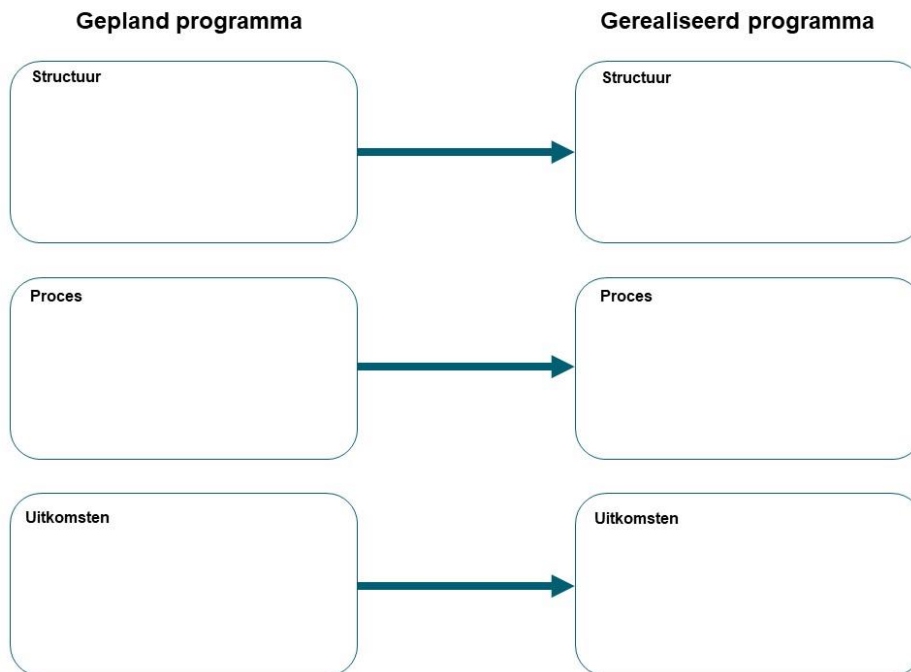 Gepland programma
Gerealiseerd programma
Structuur
Structuur
Proces
Proces
Uitkomsten
Uitkomsten